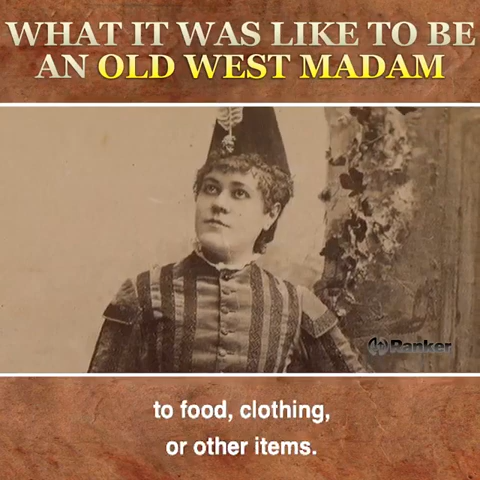 WHAT IT WAS LIKE TO BE
AN OLD WEST MADAM
Ranker
to food, clothing,
or other items.